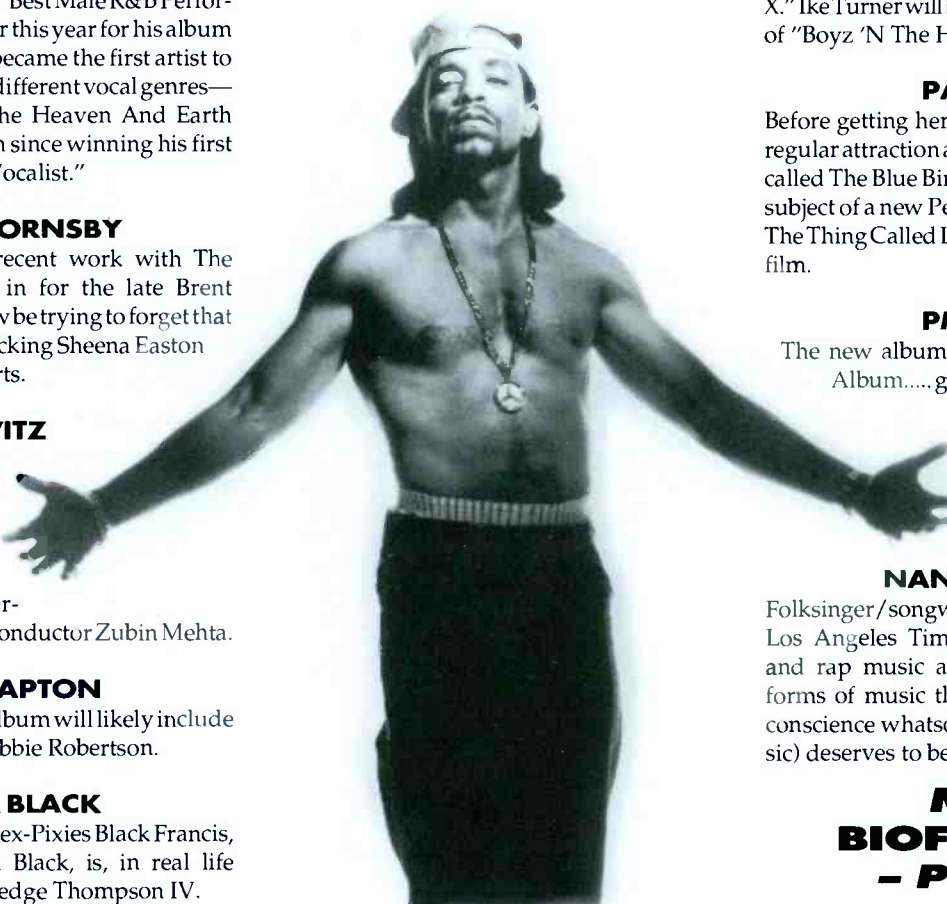 "Best Male R&B Perfor-
r this year for his album
became the first artist to
different vocal genres—
he Heaven And Earth
n since winning his first
Vocalist."
ORNSBY
recent work with The
in for the late Brent
w be trying to forget that
cking Sheena Easton
rts.
VITZ
r-
onductor Zubin Mehta.
APTON
lbum will likely include
bbie Robertson.
BLACK
ex-Pixies Black Francis,
Black, is, in real life
edge Thompson IV.
X." Ike Turner will
of "Boyz 'N The H
PA
Before getting her
regular attraction a
called The Blue Bir
subject of a new Pe
The Thing Called L
film.
The new album
Album..... g
NAN
Folksinger/songw
Los Angeles Tim
and rap music a
forms of music th
conscience whatso
sic) deserves to be
BIOF
– P